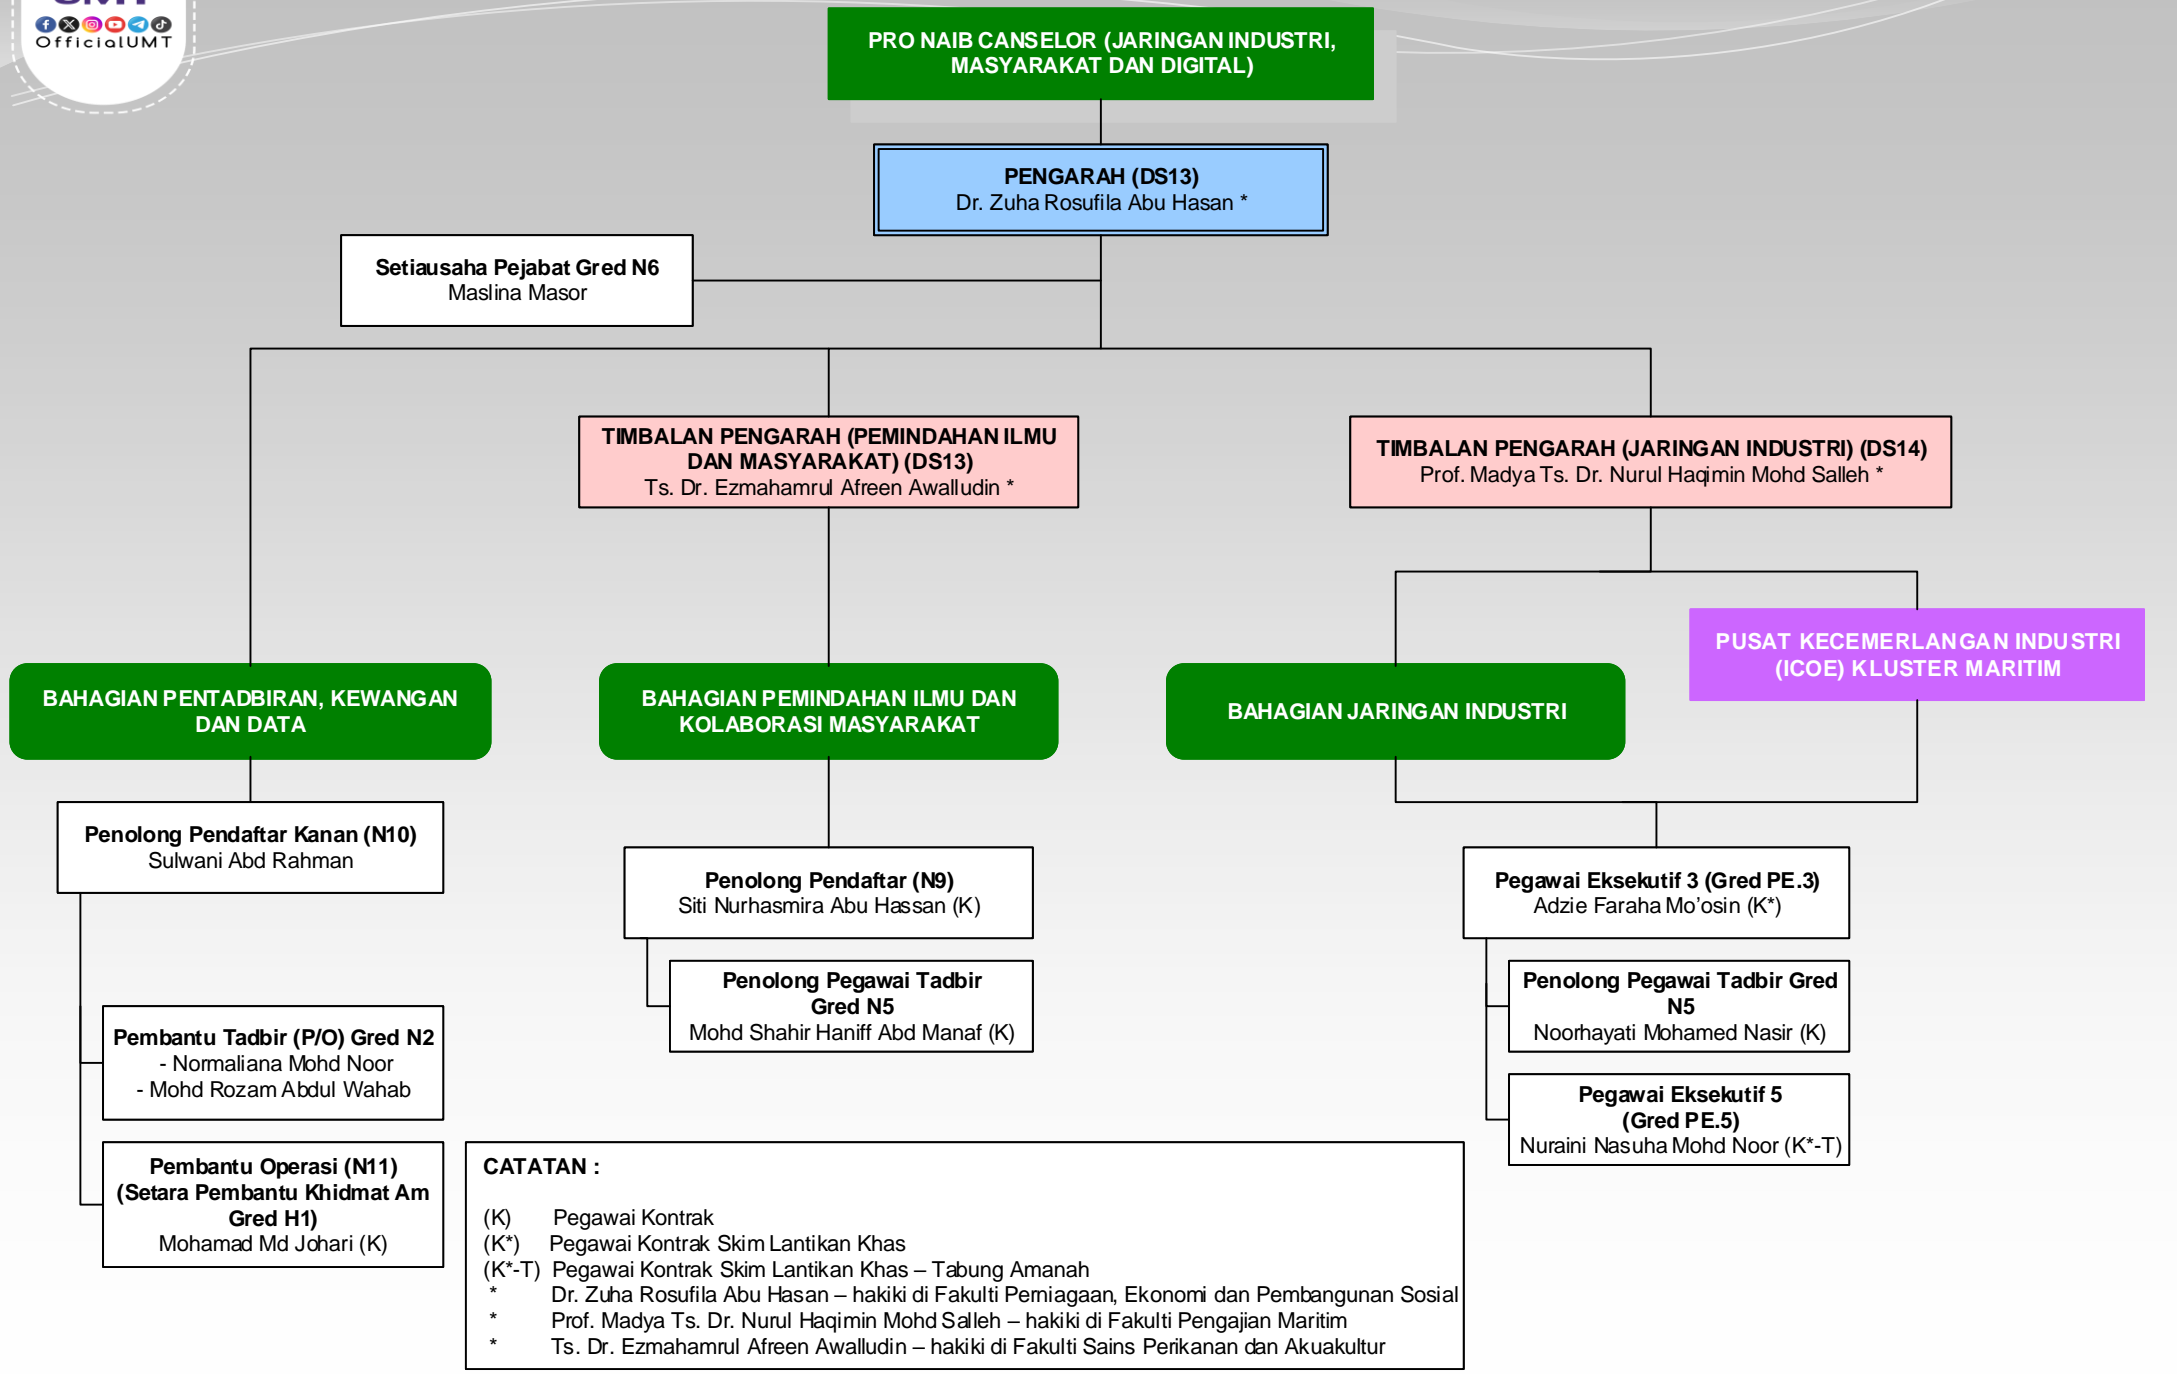 OfficialUMT
PRO NAIB CANSELOR (JARINGAN INDUSTRI,
MASYARAKAT DAN DIGITAL)
PENGARAH (DS13)
Dr. Zuha Rosufila Abu Hasan *
Setiausaha Pejabat Gred N6
Maslina Masor
TIMBALAN PENGARAH (PEMINDAHAN ILMU
DAN MASYARAKAT) (DS13)
Ts. Dr. Ezmahamrul Afreen Awalludin *
TIMBALAN PENGARAH (JARINGAN INDUSTRI) (DS14)
Prof. Madya Ts. Dr. Nurul Haqimin Mohd Salleh *
BAHAGIAN PENTADBIRAN, KEWANGAN
DAN DATA
BAHAGIAN PEMINDAHAN ILMU DAN
KOLABORASI MASYARAKAT
BAHAGIAN JARINGAN INDUSTRI
PUSAT KECEMERLANGAN INDUSTRI
(ICOE) KLUSTER MARITIM
Penolong Pendaftar Kanan (N10)
Sulwani Abd Rahman
Pembantu Tadbir (P/O) Gred N2
- Normaliana Mohd Noor
- Mohd Rozam Abdul Wahab
Pembantu Operasi (N11)
(Setara Pembantu Khidmat Am
Gred H1)
Mohamad Md Johari (K)
Penolong Pendaftar (N9)
Siti Nurhasmira Abu Hassan (K)
Penolong Pegawai Tadbir
Gred N5
Mohd Shahir Haniff Abd Manaf (K)
Pegawai Eksekutif 3 (Gred PE.3)
Adzie Faraha Mo’osin (K*)
Penolong Pegawai Tadbir Gred
N5
Noorhayati Mohamed Nasir (K)
Pegawai Eksekutif 5
(Gred PE.5)
Nuraini Nasuha Mohd Noor (K*-T)
CATATAN :
(K) Pegawai Kontrak
(K*) Pegawai Kontrak Skim Lantikan Khas
(K*-T) Pegawai Kontrak Skim Lantikan Khas – Tabung Amanah
* Dr. Zuha Rosufila Abu Hasan – hakiki di Fakulti Perniagaan, Ekonomi dan Pembangunan Sosial
* Prof. Madya Ts. Dr. Nurul Haqimin Mohd Salleh – hakiki di Fakulti Pengajian Maritim
* Ts. Dr. Ezmahamrul Afreen Awalludin – hakiki di Fakulti Sains Perikanan dan Akuakultur